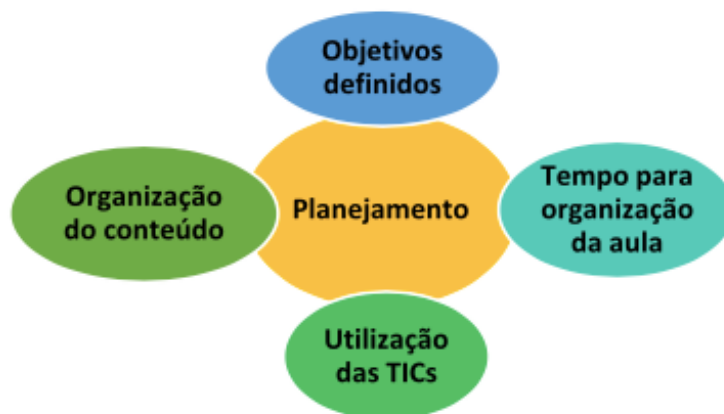 Objetivos
definidos
Organização
do conteúdo
Planejamento
Tempo para
organização
da aula
Utilização
das TICs